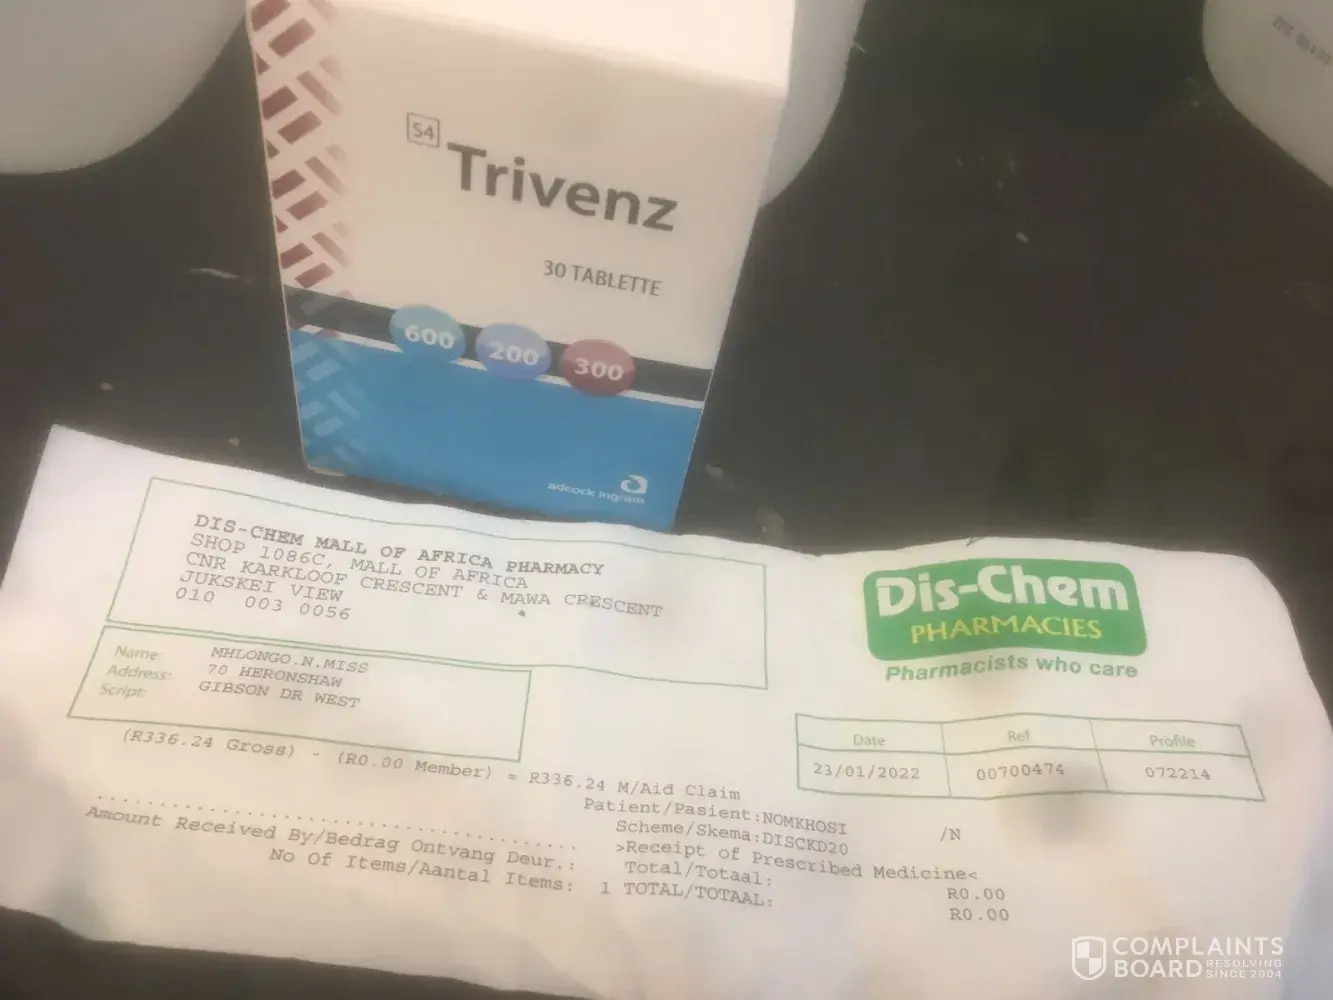 S4
Trivenz
30 TABLETTE
600 200 300
adcock ingram
DIS-CHEM MALL OF AFRICA PHARMACY
SHOP 1086C, MALL OF AFRICA
CNR KARKLOOF CRESCENT & MAWA CRESCENT
JUKSKEI VIEW
010 003 0056
Dis-Chem
PHARMACIES
Pharmacists who care
Name: MHLONGO.N.MISS
Address: 70 HERONSHAW
Script: GIBSON DR WEST
Date Ref Profile
23/01/2022 00700474 072214
(R336.24 Gross) - (R0.00 Member) = R336.24 M/Aid Claim
Patient/Pasient:NOMKHOSI /N
Scheme/Skema:DISCKD20
>Receipt of Prescribed Medicine<
Amount Received By/Bedrag Ontvang Deur.: Total/Totaal: R0.00
No Of Items/Aantal Items: 1 TOTAL/TOTAAL: R0.00
COMPLAINTS
BOARD RESOLVING
SINCE 2004